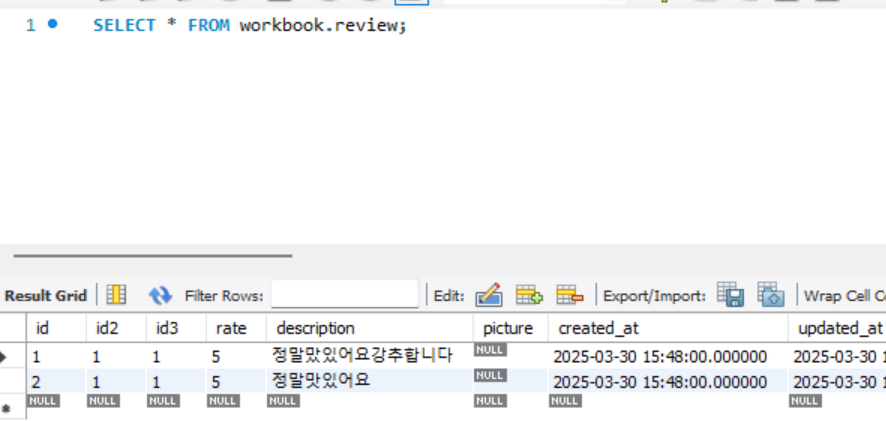 1 SELECT * FROM workbook.review;
Result Grid Filter Rows: Edit: Export/Import: Wrap Cell
id id2 id3 rate description picture created_at updated_at
1 1 1 5 정말맛있어요강추합니다 NULL 2025-03-30 15:48:00.000000 2025-03-30
2 1 1 5 정말맛있어요 NULL 2025-03-30 15:48:00.000000 2025-03-30
NULL NULL NULL NULL NULL NULL NULL NULL